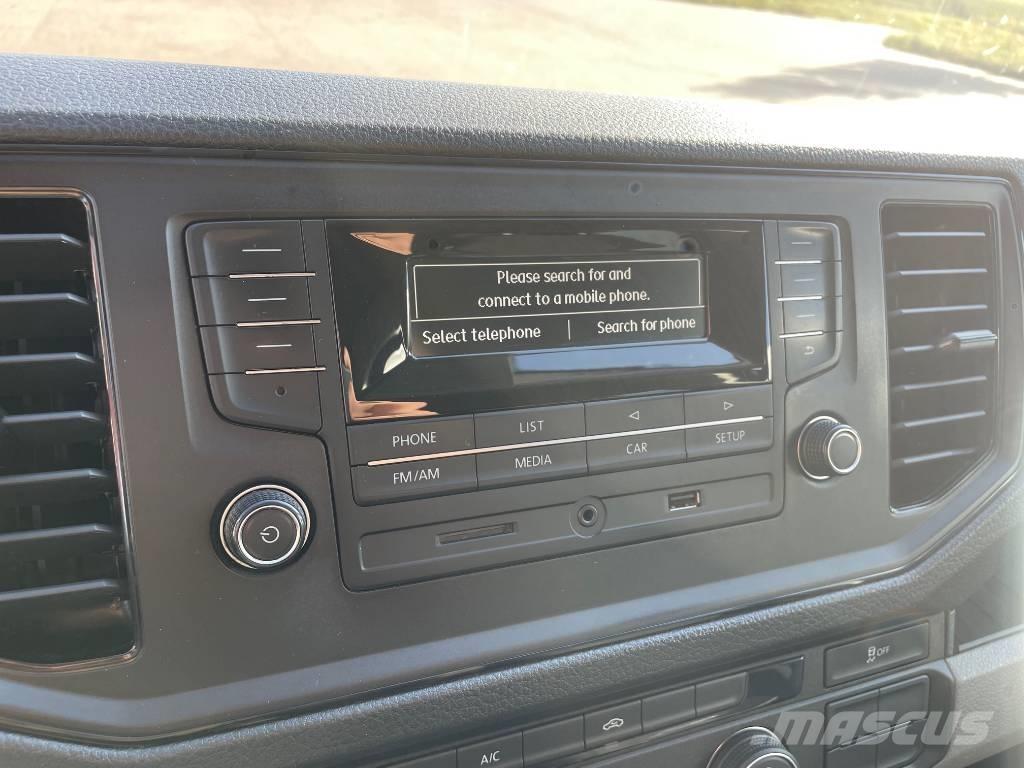 Please search for and
connect to a mobile phone.
Select telephone
Search for phone
PHONE
LIST
FM/AM
MEDIA
CAR
SETUP
OFF
A/C
MASCUS